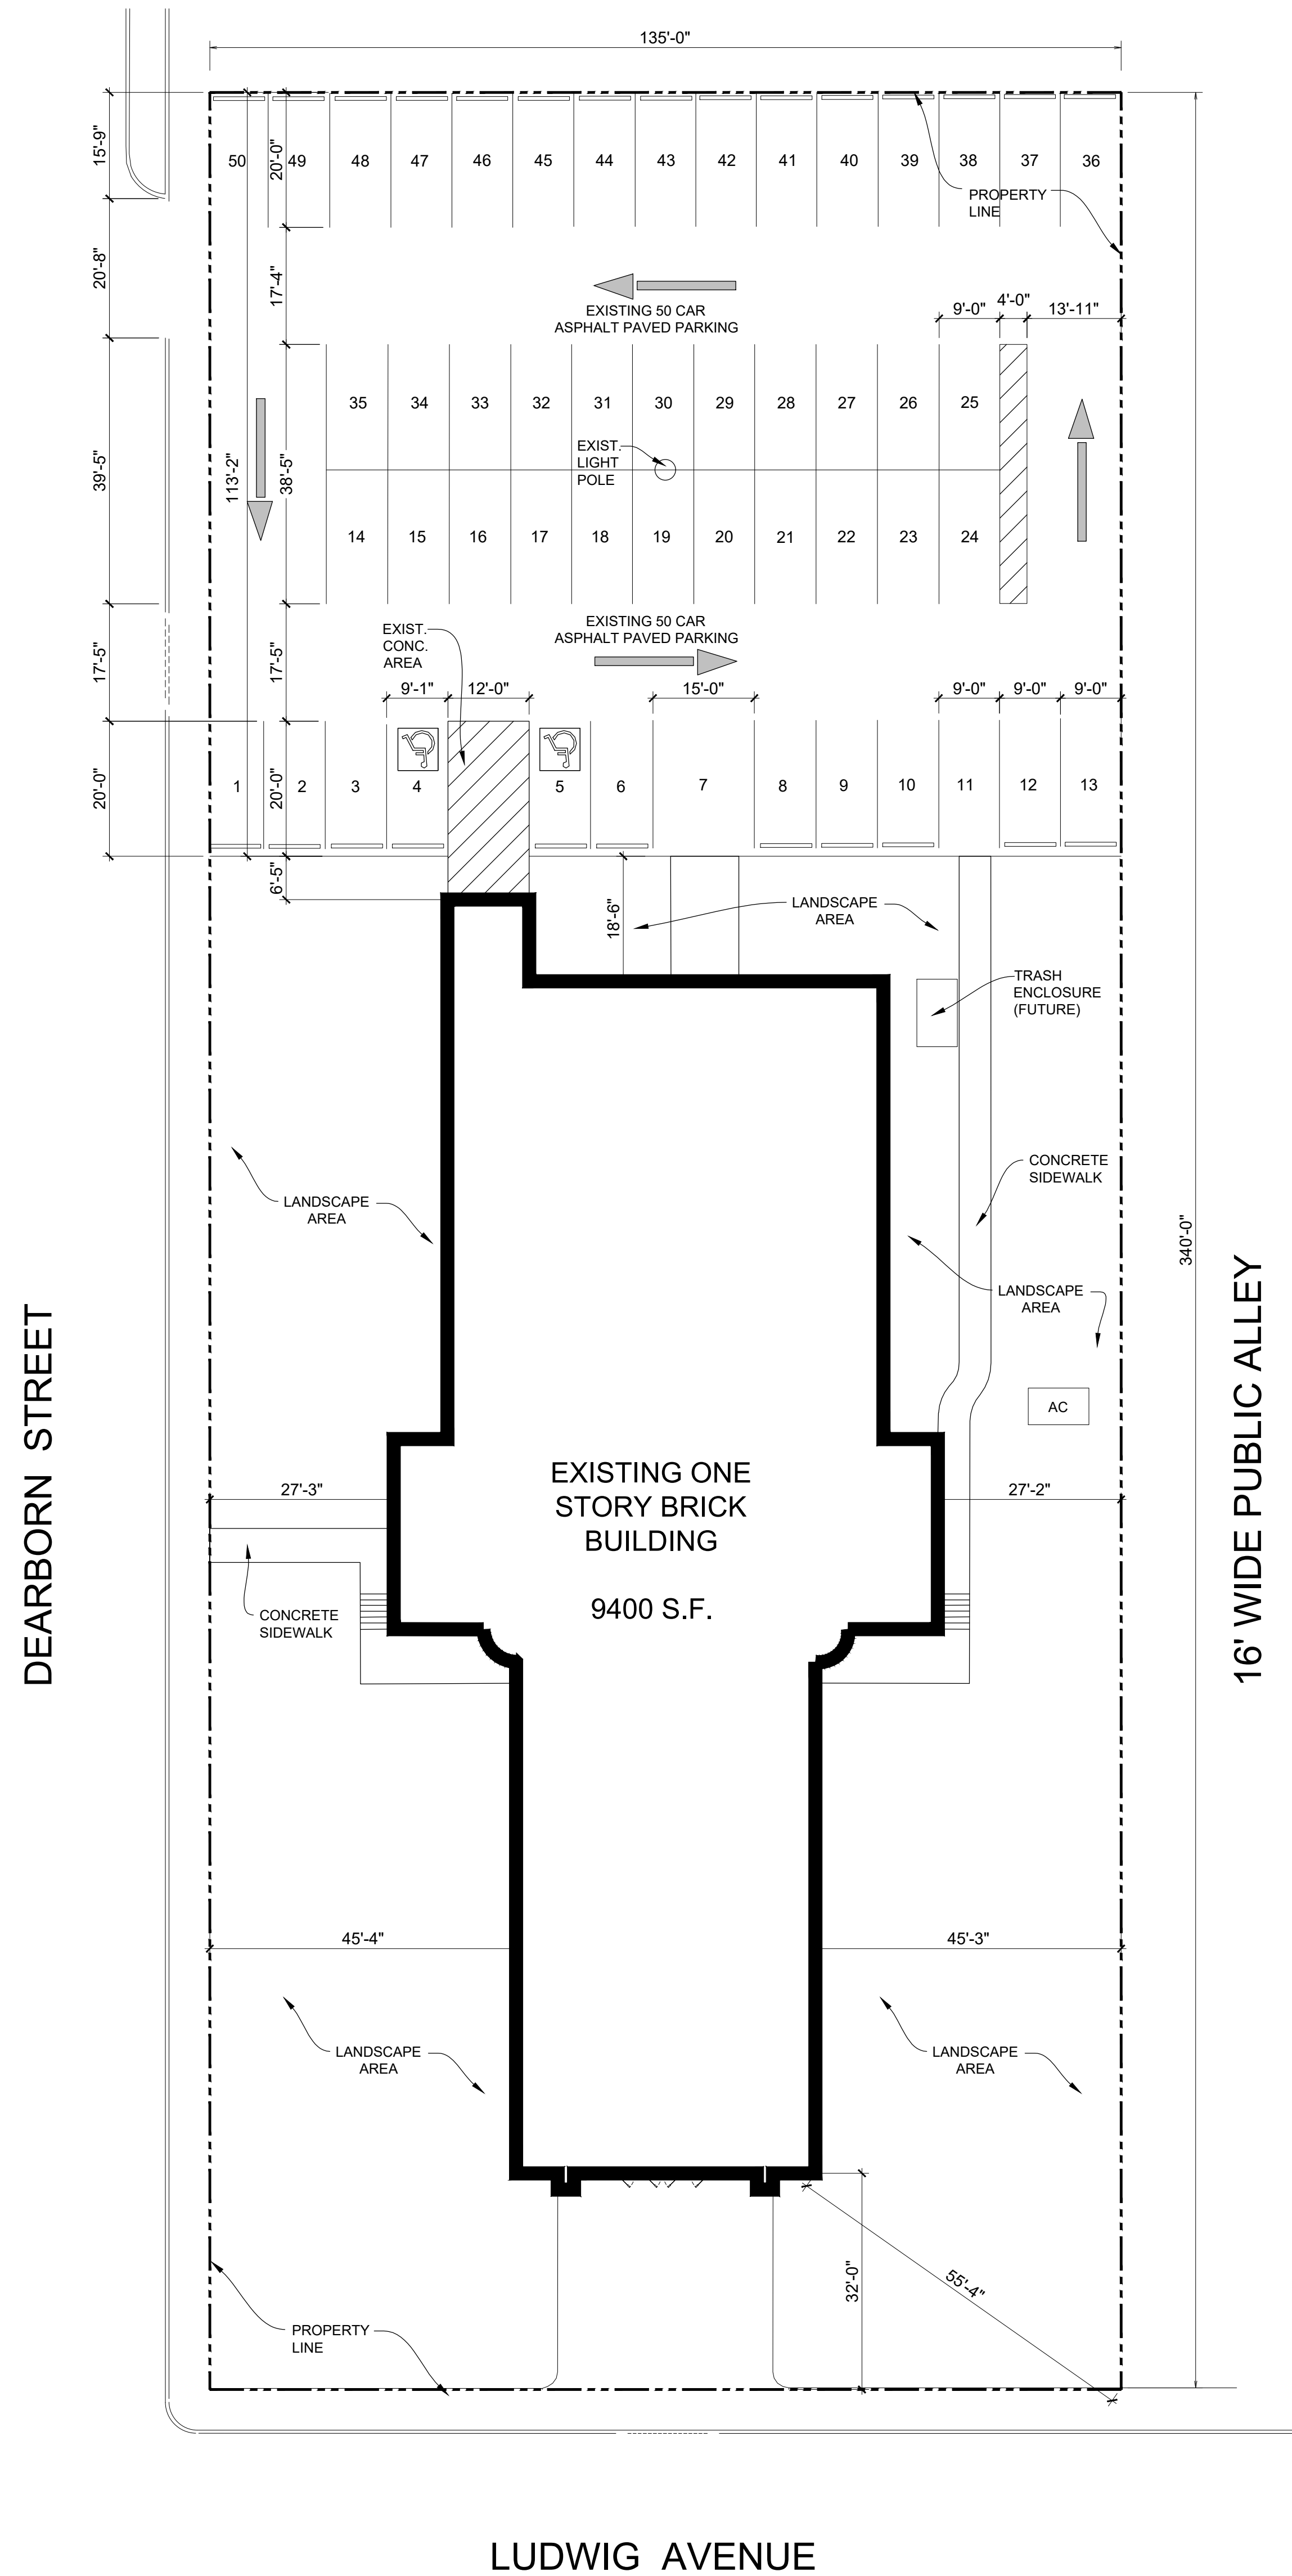 135'-0"
15'-9"
20'-0"
50 49 48 47 46 45 44 43 42 41 40 39 38 37 36
PROPERTY
LINE
20'-8"
17'-4"
EXISTING 50 CAR
ASPHALT PAVED PARKING
9'-0" 4'-0" 13'-11"
35 34 33 32 31 30 29 28 27 26 25
EXIST.
LIGHT
POLE
39'-5"
113'-2"
38'-5"
14 15 16 17 18 19 20 21 22 23 24
EXISTING 50 CAR
ASPHALT PAVED PARKING
EXIST.
CONC.
AREA
17'-5"
17'-5"
9'-1" 12'-0" 15'-0" 9'-0" 9'-0" 9'-0"
20'-0"
20'-0"
1 2 3 4 5 6 7 8 9 10 11 12 13
6'-5"
18'-6"
LANDSCAPE
AREA
TRASH
ENCLOSURE
(FUTURE)
CONCRETE
SIDEWALK
LANDSCAPE
AREA
340'-0"
LANDSCAPE
AREA
AC
DEARBORN STREET
16' WIDE PUBLIC ALLEY
EXISTING ONE
STORY BRICK
BUILDING
9400 S.F.
27'-3"
27'-2"
CONCRETE
SIDEWALK
45'-4"
45'-3"
LANDSCAPE
AREA
LANDSCAPE
AREA
32'-0"
55'-4"
PROPERTY
LINE
LUDWIG AVENUE